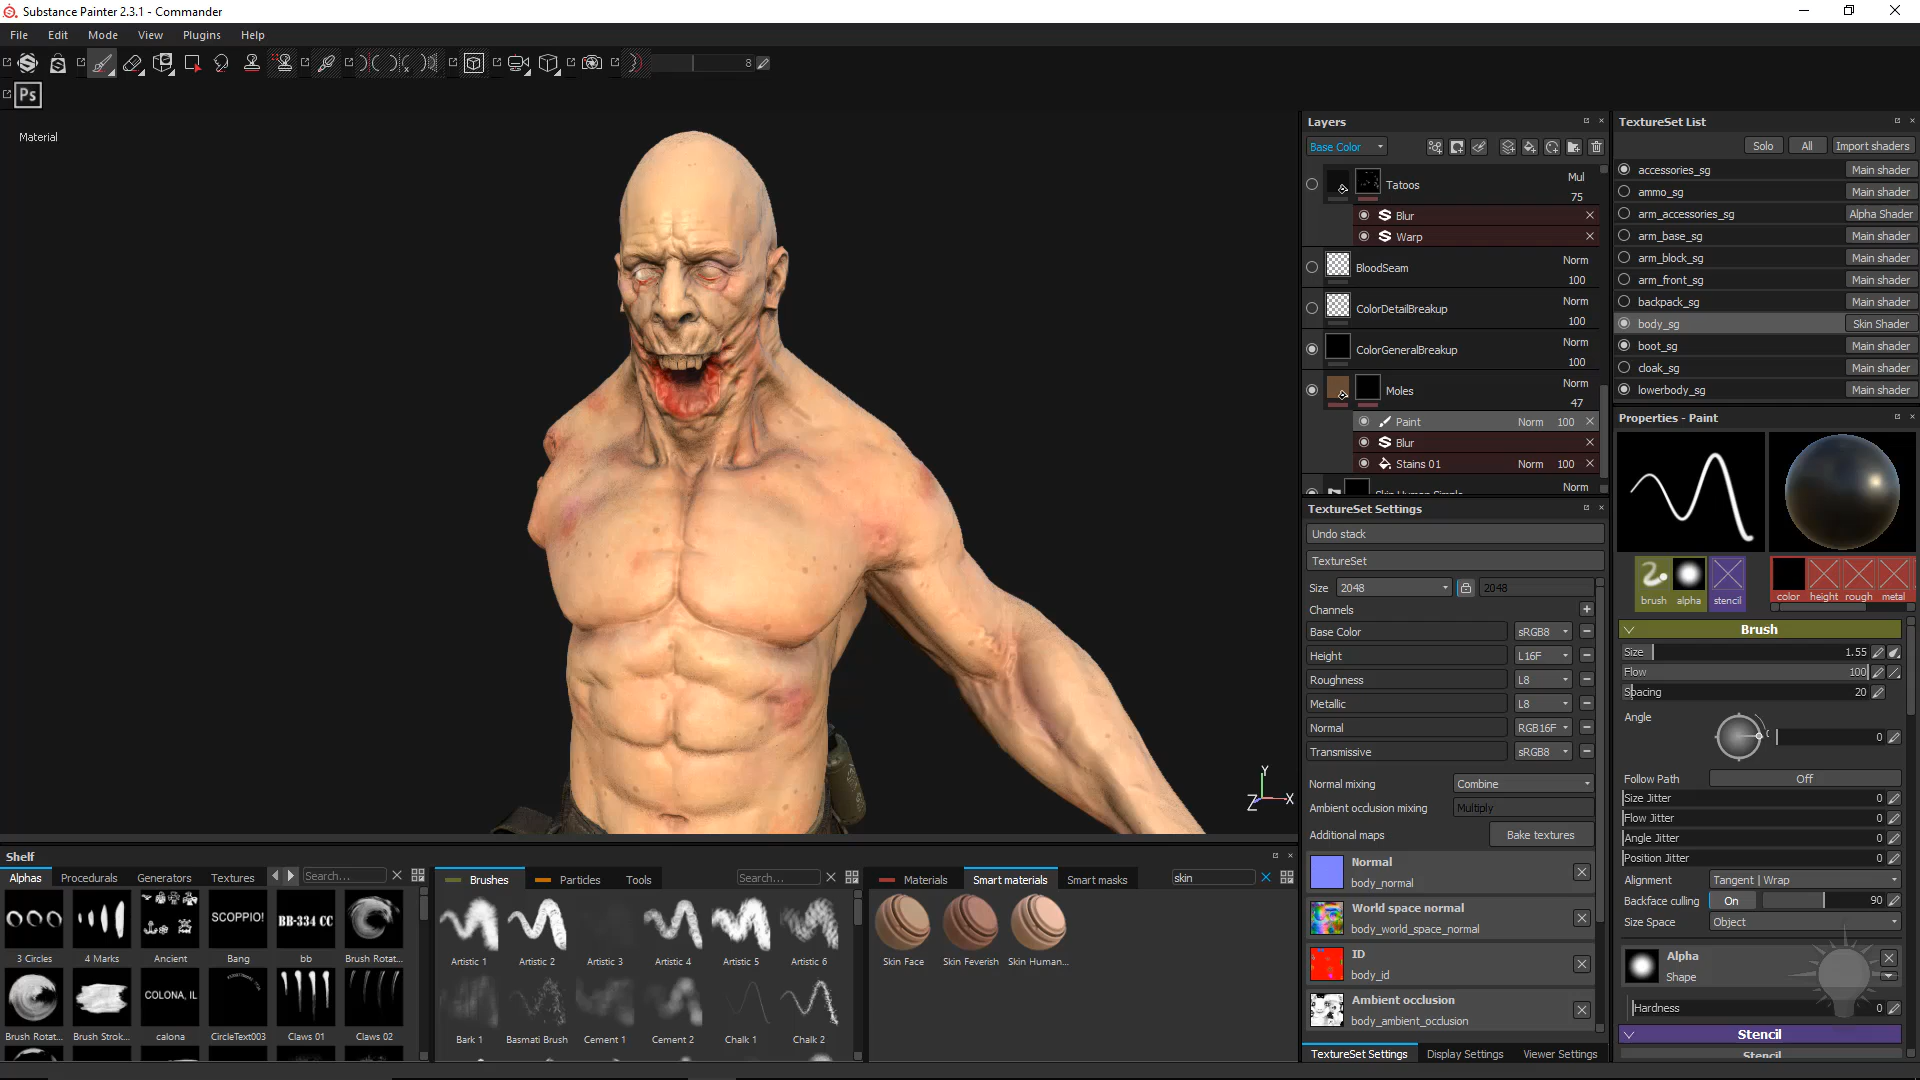 Substance Painter 2.3.1 - Commander
File Edit Mode View Plugins Help
8
Ps
Material
Layers
Base Color
Tatoos Mul 75
Blur
Warp
BloodSeam Norm 100
ColorDetailBreakup Norm 100
ColorGeneralBreakup Norm 100
Moles Norm 47
Paint Norm 100
Blur
Stains 01 Norm 100
Skin Human Simple Norm
TextureSet List
Solo All Import shaders
accessories_sg Main shader
ammo_sg Main shader
arm_accessories_sg Alpha Shader
arm_base_sg Main shader
arm_block_sg Main shader
arm_front_sg Main shader
backpack_sg Main shader
body_sg Skin Shader
boot_sg Main shader
cloak_sg Main shader
lowerbody_sg Main shader
TextureSet Settings
Undo stack
TextureSet
Size 2048 2048
Channels
Base Color sRGB8
Height L16F
Roughness L8
Metallic L8
Normal RGB16F
Transmissive sRGB8
Normal mixing Combine
Ambient occlusion mixing Multiply
Additional maps Bake textures
Normal
body_normal
World space normal
body_world_space_normal
ID
body_id
Ambient occlusion
body_ambient_occlusion
TextureSet Settings Display Settings Viewer Settings
Properties - Paint
brush alpha stencil color height rough metal
Brush
Size 1.55
Flow 100
Spacing 20
Angle 0
Follow Path Off
Size Jitter 0
Flow Jitter 0
Angle Jitter 0
Position Jitter 0
Alignment Tangent | Wrap
Backface culling On 90
Size Space Object
Alpha
Shape
Hardness 0
Stencil
Stencil
Y
Z X
Shelf
Alphas Procedurals Generators Textures Search...
SCOPPIO! BB-334 CC
3 Circles 4 Marks Ancient Bang bb Brush Rotat...
COLONA, IL
Brush Rotat... Brush Strok... calona CircleText003 Claws 01 Claws 02
Brushes Particles Tools Search...
Artistic 1 Artistic 2 Artistic 3 Artistic 4 Artistic 5 Artistic 6
Bark 1 Basmati Brush Cement 1 Cement 2 Chalk 1 Chalk 2
Materials Smart materials Smart masks skin
Skin Face Skin Feverish Skin Human...